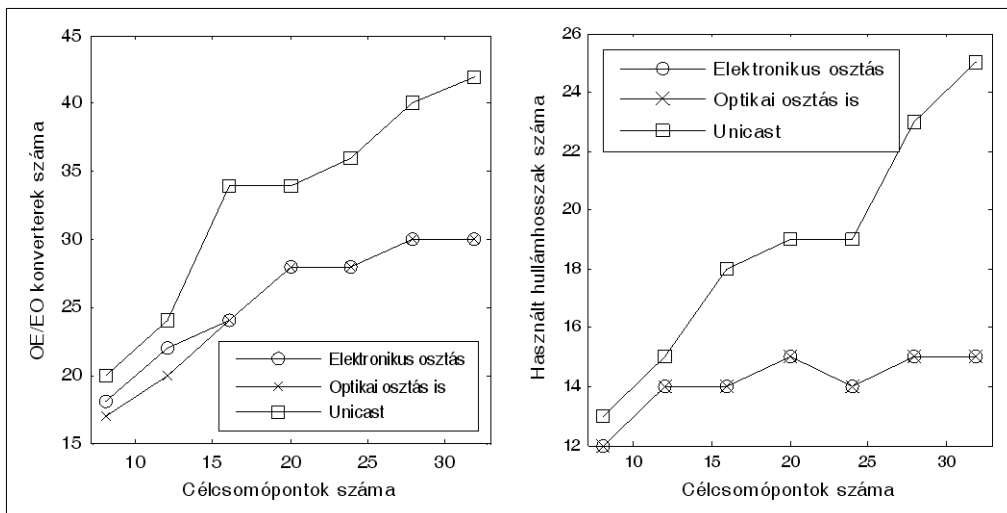 45
40
35
30
25
20
15
10
15
20
25
30
OE/EO konverterek száma
Célcsomópontok száma
Elektronikus osztás
Optikai osztás is
Unicast
26
24
22
20
18
16
14
12
10
15
20
25
30
Használt hullámhosszak száma
Célcsomópontok száma
Elektronikus osztás
Optikai osztás is
Unicast